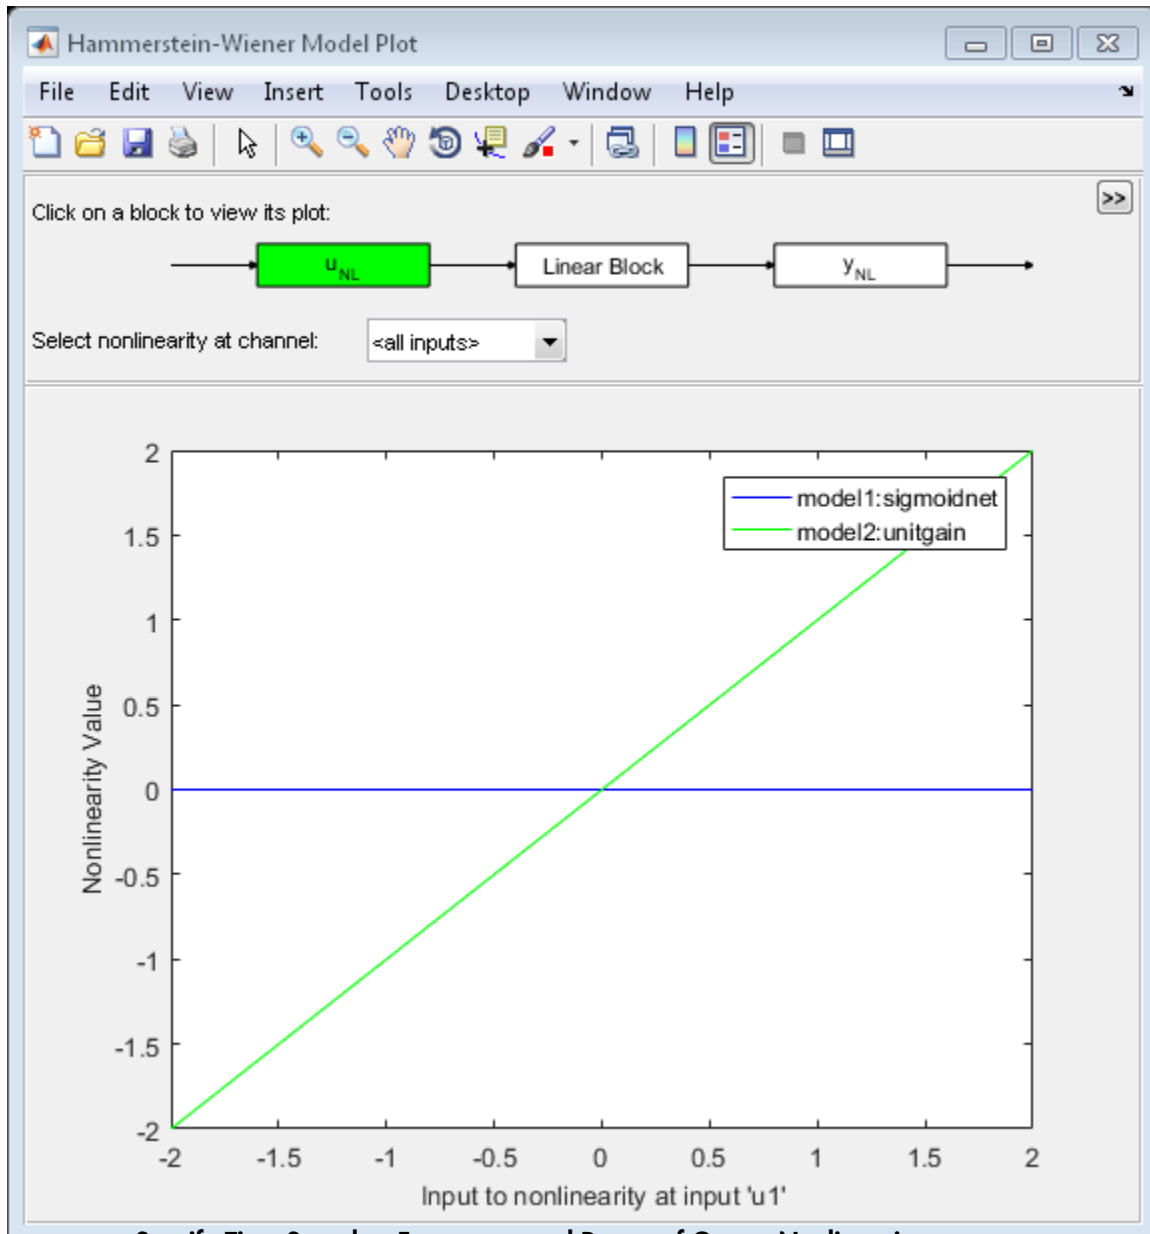 Hammerstein-Wiener Model Plot
File Edit View Insert Tools Desktop Window Help
Click on a block to view its plot:
>>
uNL Linear Block yNL
Select nonlinearity at channel: <all inputs>
2
1.5
1
0.5
0
-0.5
-1
-1.5
-2
Nonlinearity Value
model1:sigmoidnet
model2:unitgain
-2 -1.5 -1 -0.5 0 0.5 1 1.5 2
Input to nonlinearity at input 'u1'